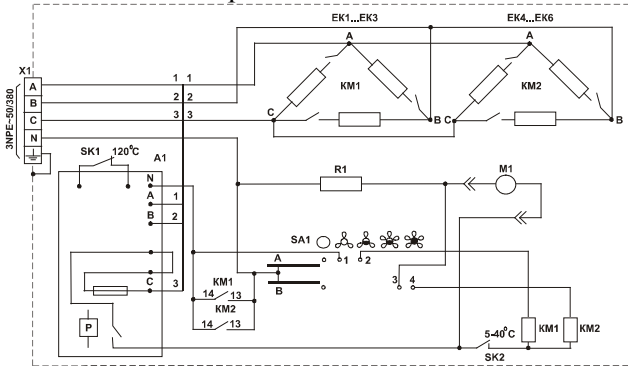 EK1...EK3 EK4...EK6
A A
X1
3NPE~50/380
A 1 1 KM1 KM2
B 2 2
C 3 3 C B C B
N
SK1 120°C A1 R1 M1
N
A 1
B 2
SA1
A 1 2
B
KM1 3 4
14 13
KM2
14 13
C 3
P
5-40°C KM1 KM2
SK2